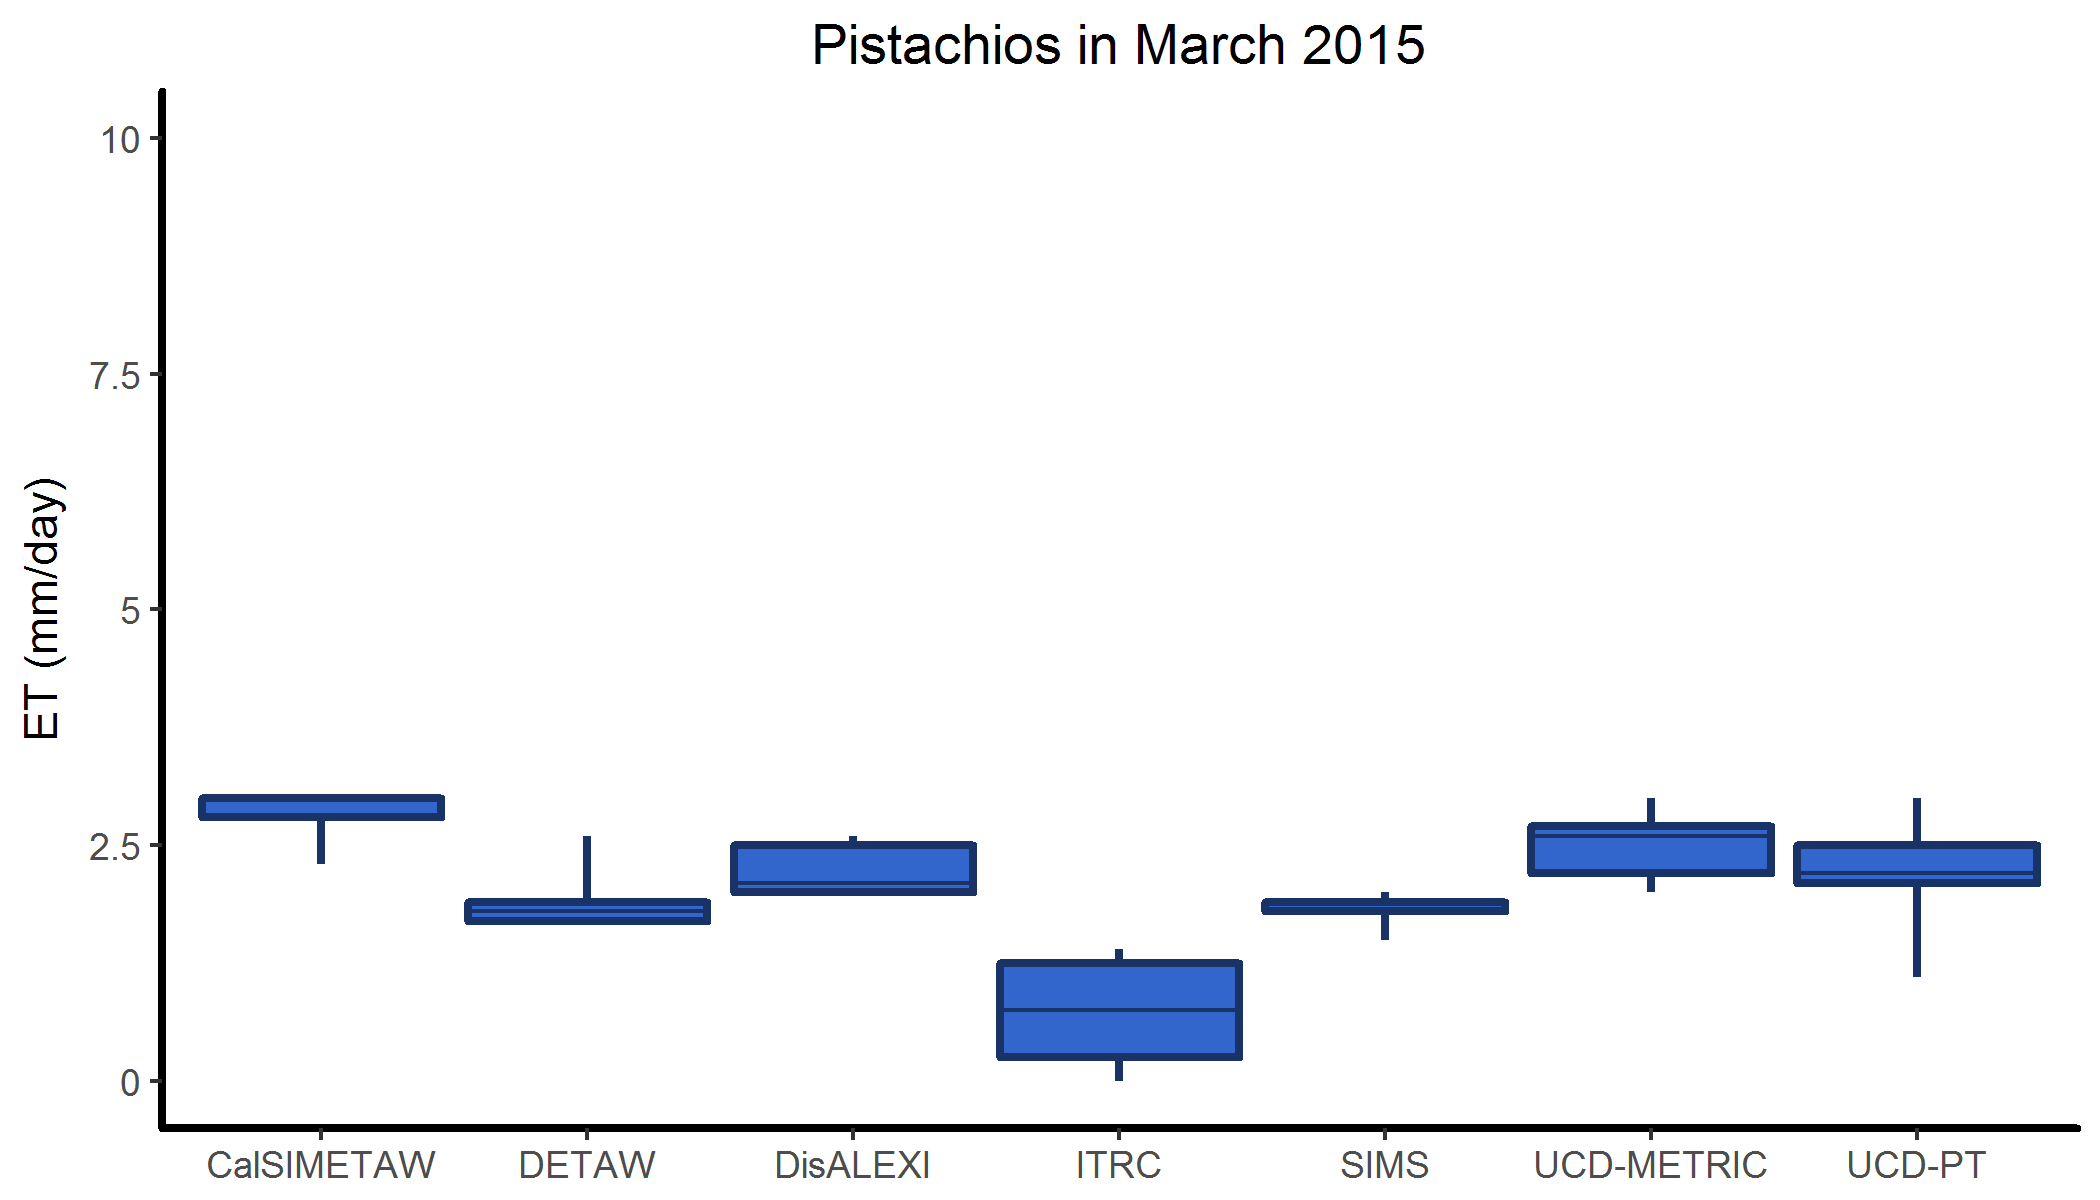 Pistachios in March 2015
10
7.5
5
2.5
0
ET (mm/day)
CalSIMETAW DETAW DisALEXI ITRC SIMS UCD-METRIC UCD-PT